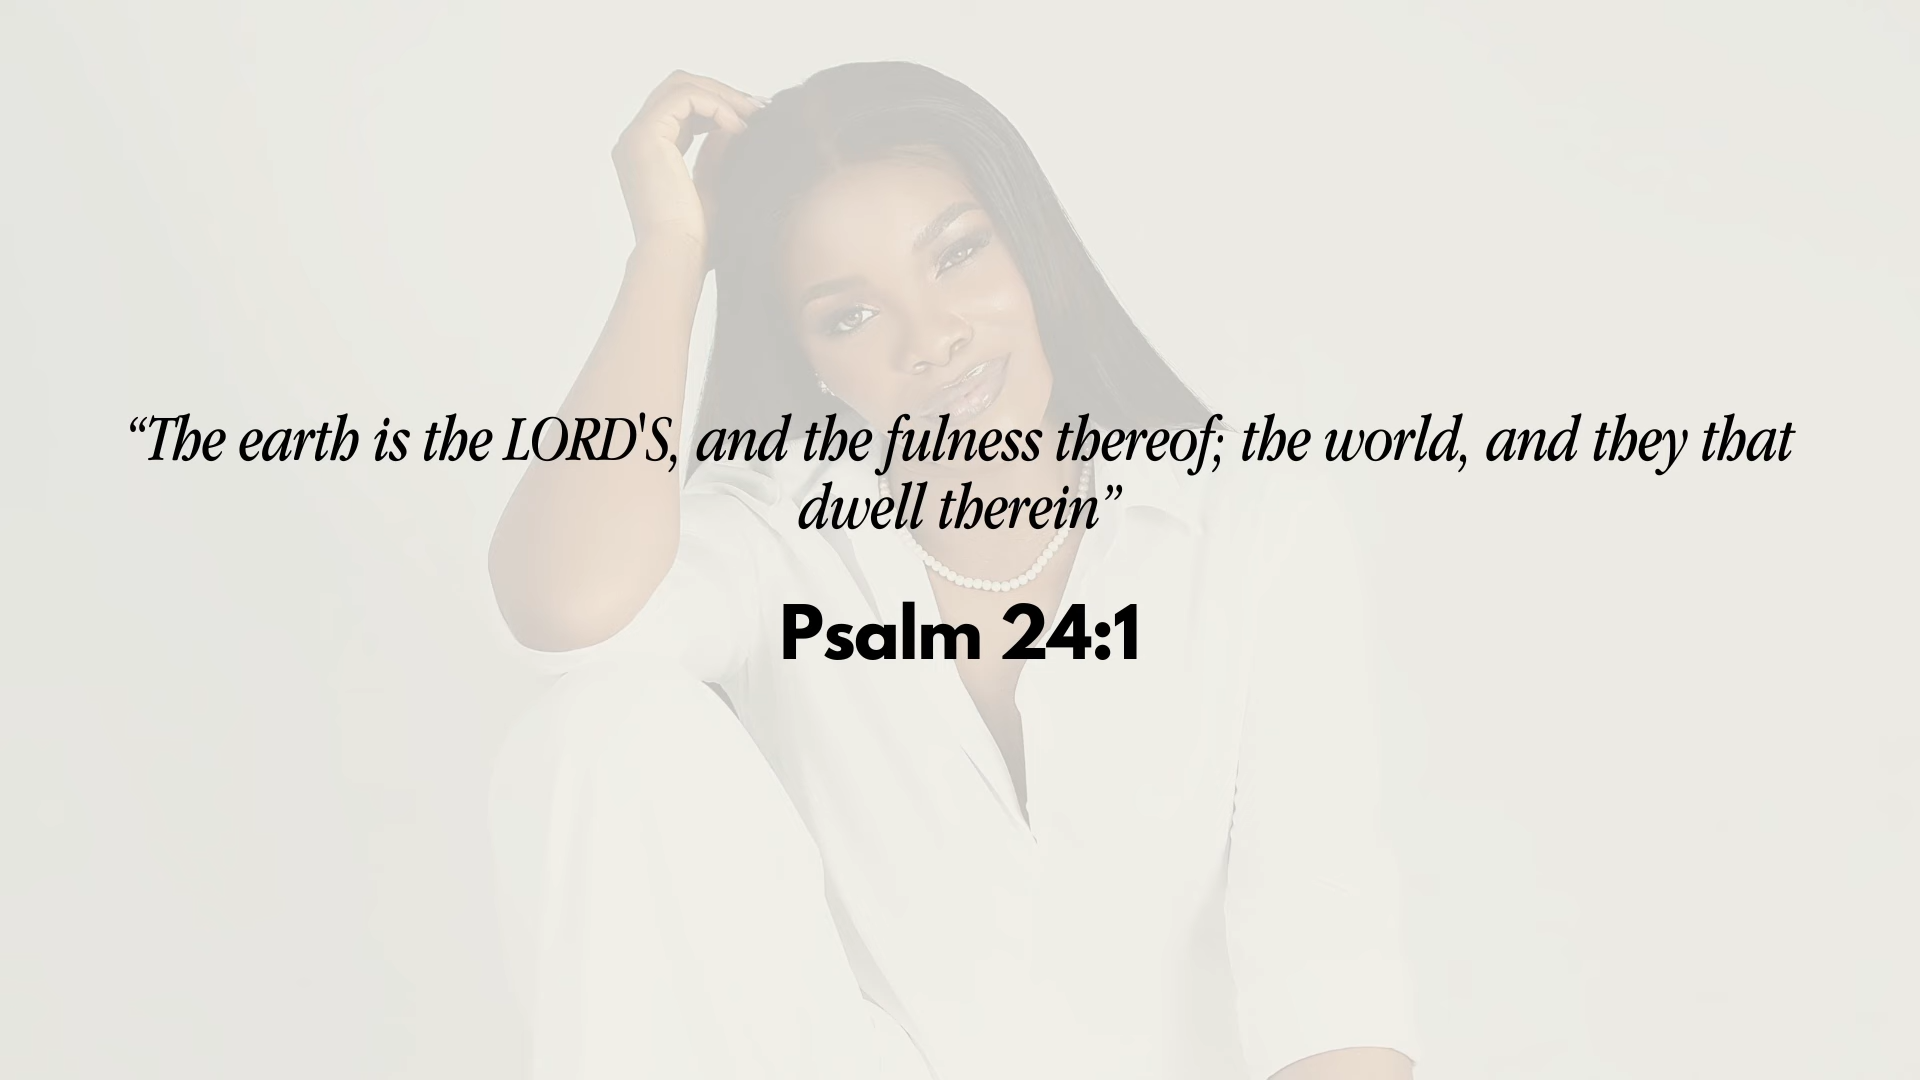 “The earth is the LORD'S, and the fulness thereof; the world, and they that
dwell therein”
Psalm 24:1